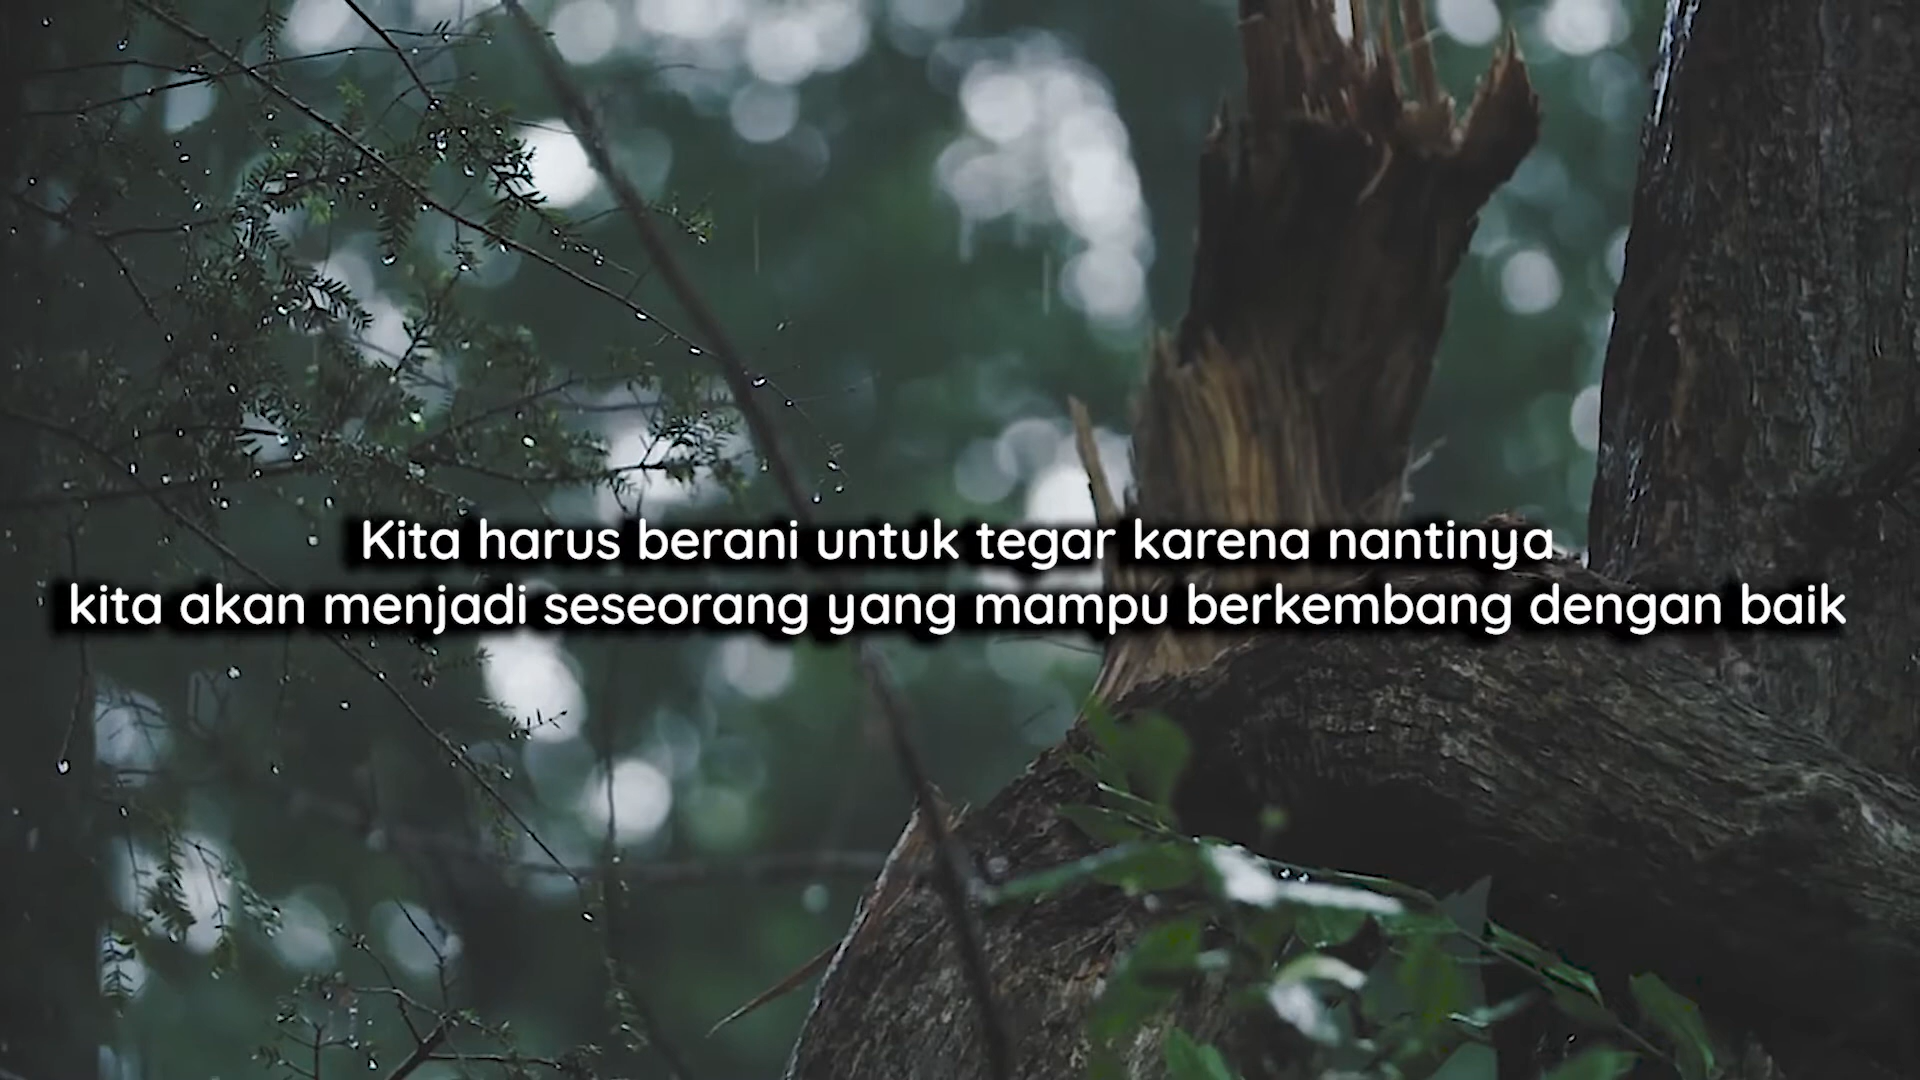 Kita harus berani untuk tegar karena nantinya
kita akan menjadi seseorang yang mampu berkembang dengan baik